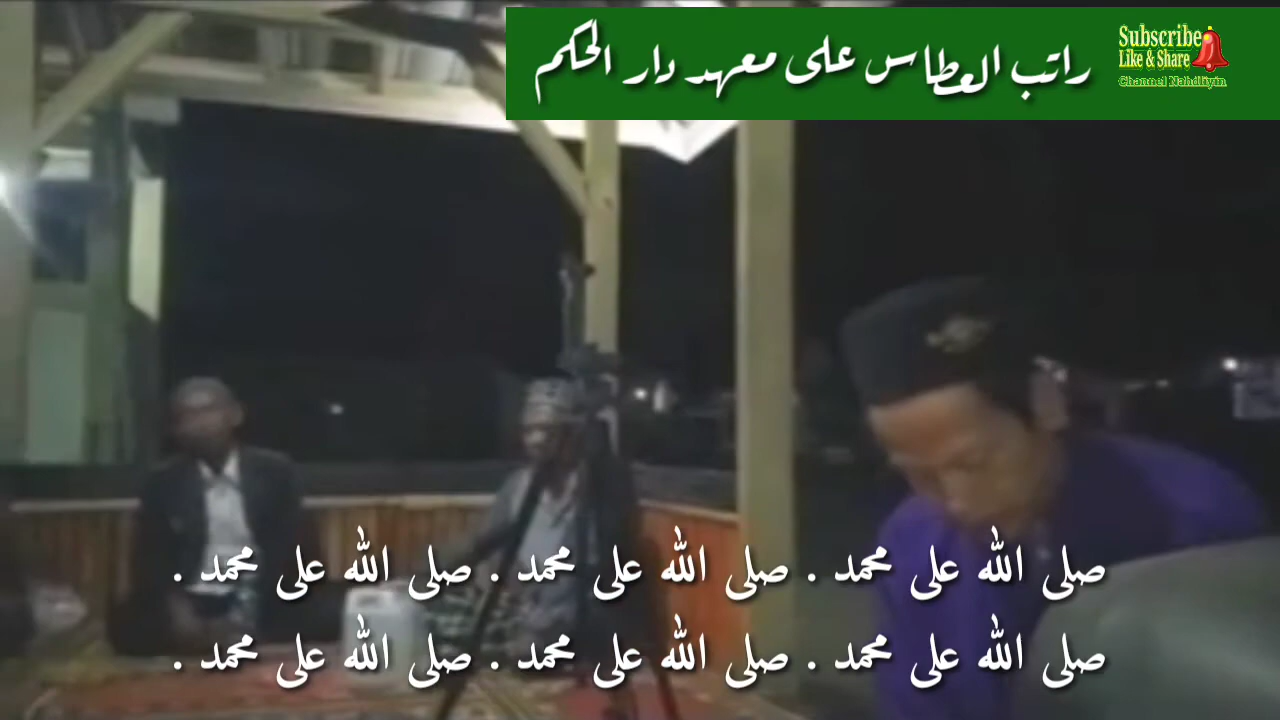 راتب العطاس على معهد دار الحكم
Subscribe
Like & Share
Channel Nahdliyin
صلى الله على محمد . صلى الله على محمد . صلى الله على محمد .
صلى الله على محمد . صلى الله على محمد . صلى الله على محمد .